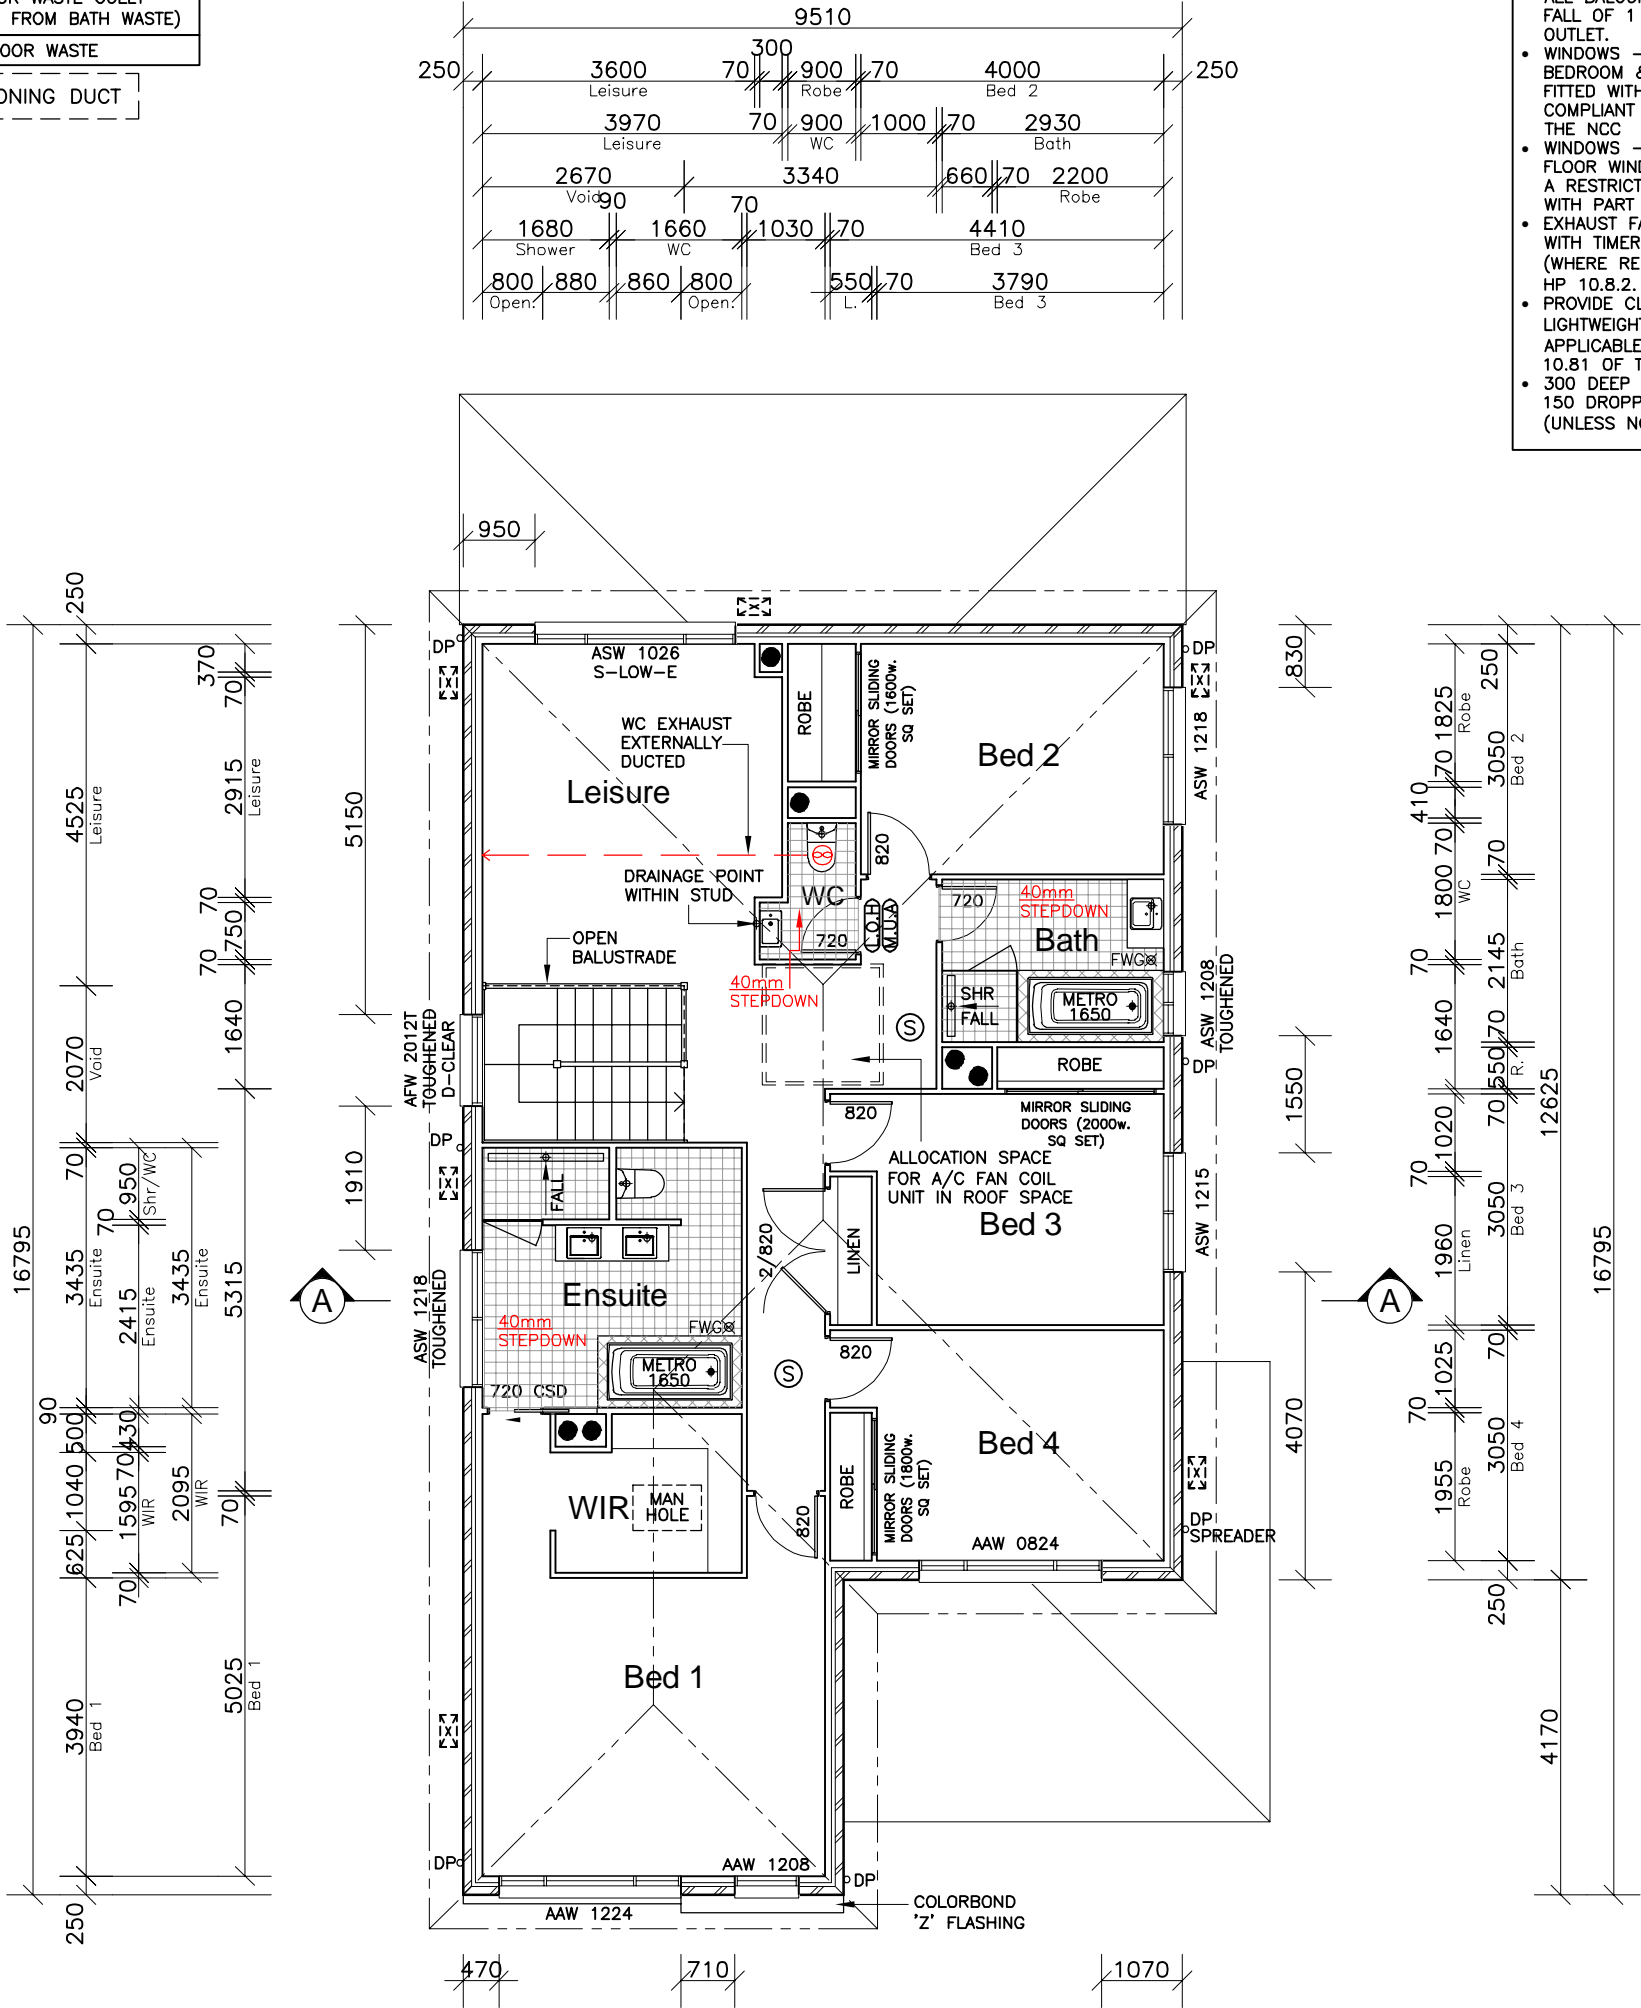 FROM BATH WASTE)
OOR WASTE
ONING DUCT
9510
300
250 3600 70 900 70 4000 250
Leisure Robe Bed 2
3970 70 900 1000 70 2930
Leisure WC Bath
2670 3340 660 70 2200
Void Robe
90 70
1680 1660 1030 70 4410
Shower WC Bed 3
800 880 860 800 550 70 3790
Open. Open. L. Bed 3
FALL OF 1
OUTLET.
• WINDOWS –
BEDROOM &
FITTED WITH
COMPLIANT
THE NCC
• WINDOWS –
FLOOR WIND
A RESTRICT
WITH PART
• EXHAUST FA
WITH TIMER
(WHERE RE
HP 10.8.2.
• PROVIDE CL
LIGHTWEIGHT
APPLICABLE
10.81 OF T
• 300 DEEP
150 DROPP
(UNLESS NO
950
DP
ASW 1026
S-LOW-E
DP
ROBE
MIRROR SLIDING
DOORS (1600w.
SQ SET)
WC EXHAUST
EXTERNALLY
DUCTED
Leisure
Bed 2
ASW 1218
820
DRAINAGE POINT
WITHIN STUD
WC
720
L.O.H
M.U.A
40mm
STEPDOWN
720
40mm
STEPDOWN
Bath
FWG
OPEN
BALUSTRADE
SHR
FALL
METRO
1650
ASW 1208
TOUGHENED
S
AFW 2012T
TOUGHENED
D-CLEAR
ROBE
DP
MIRROR SLIDING
DOORS (2000w.
SQ SET)
820
DP
ALLOCATION SPACE
FOR A/C FAN COIL
UNIT IN ROOF SPACE
Bed 3
ASW 1215
FALL
LINEN
2/820
Ensuite
A
A
ASW 1218
TOUGHENED
40mm
STEPDOWN
FWG
METRO
1650
720 CSD
820
S
Bed 4
ROBE
MIRROR SLIDING
DOORS (1800w.
SQ SET)
WIR
MAN
HOLE
820
AAW 0824
DP
SPREADER
Bed 1
DP
AAW 1208
DP
AAW 1224
COLORBOND
'Z' FLASHING
470 710 1070
16795
250
4525
Leisure
2070
Void
70
3435
Ensuite
90
500
1040
625
3940
Bed 1
250
950
Shr/WC
70
2415
Ensuite
430
70
1595
WIR
70
3435
Ensuite
2095
WIR
370
70
2915
Leisure
70
750
70
1640
5315
70
5025
Bed 1
5150
1910
830
1550
4070
1825
Robe
70
410
70
1800
WC
70
1640
1020
70
1960
Linen
1025
70
1955
Robe
250
3050
Bed 2
70
2145
Bath
70
550
R.
70
3050
Bed 3
70
3050
Bed 4
250
12625
4170
16795